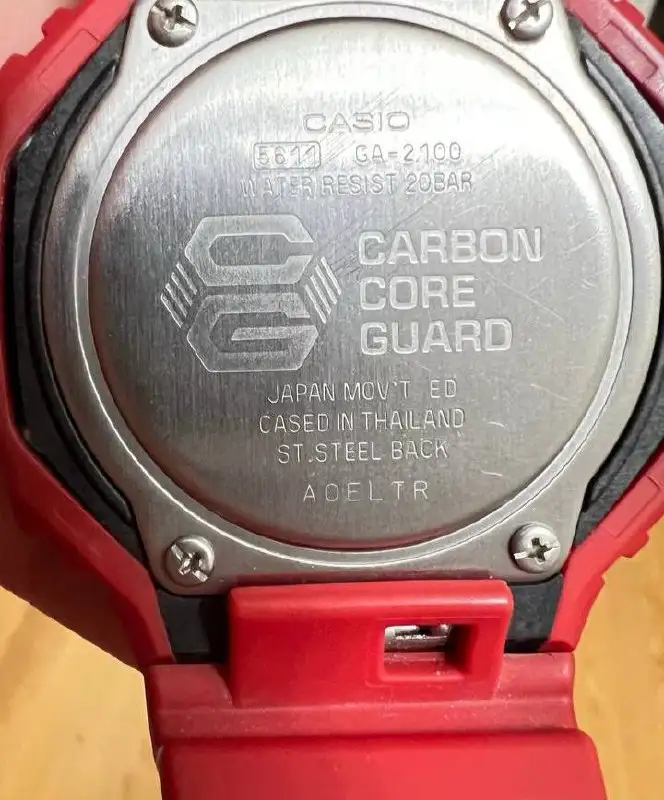 CASIO
5611 GA-2100
WATER RESIST 20BAR
CG
CARBON
CORE
GUARD
JAPAN MOV'T ED
CASED IN THAILAND
ST.STEEL BACK
A0ELTR